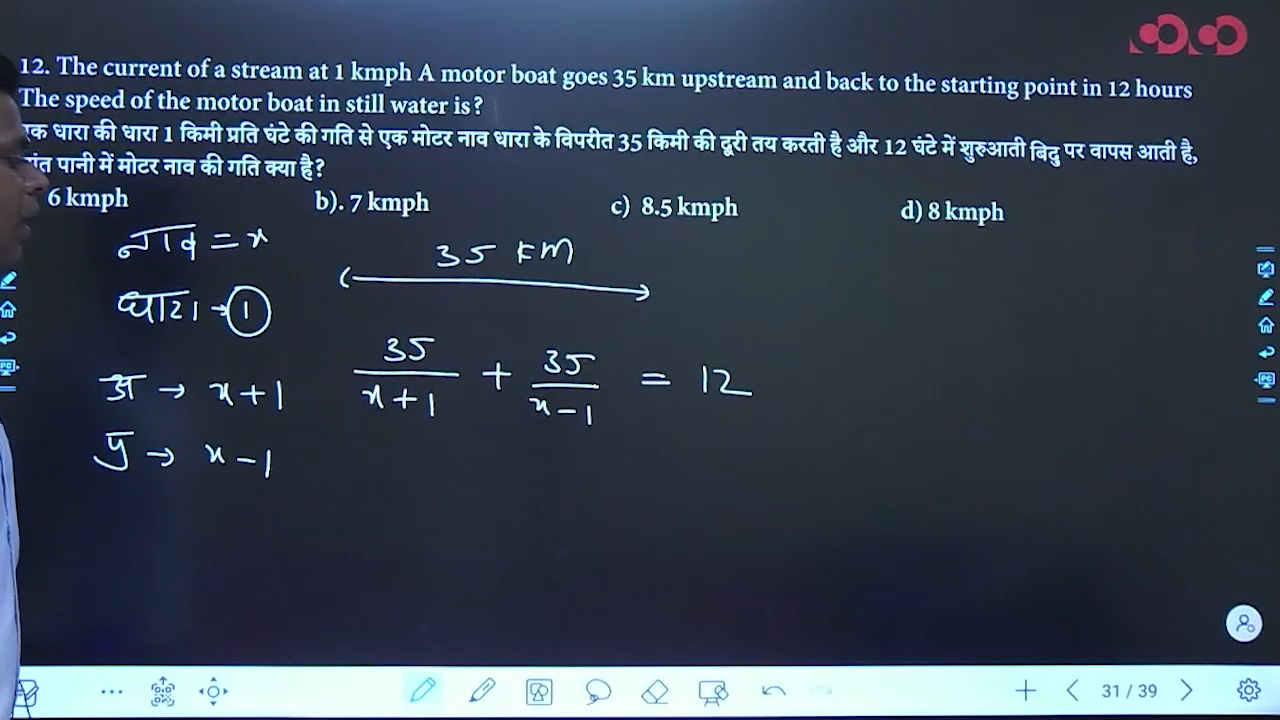 12. The current of a stream at 1 kmph A motor boat goes 35 km upstream and back to the starting point in 12 hours
The speed of the motor boat in still water is?
एक धारा की धारा 1 किमी प्रति घंटे की गति से एक मोटर नाव धारा के विपरीत 35 किमी की दूरी तय करती है और 12 घंटे में शुरुआती बिदु पर वापस आती है,
पानी में मोटर नाव की गति क्या है?
6 kmph b). 7 kmph c) 8.5 kmph d) 8 kmph
नाव = x
35 KM
धारा → 1
35/x+1 + 35/x-1 = 12
अ → x+1
प्र → x-1
31 / 39